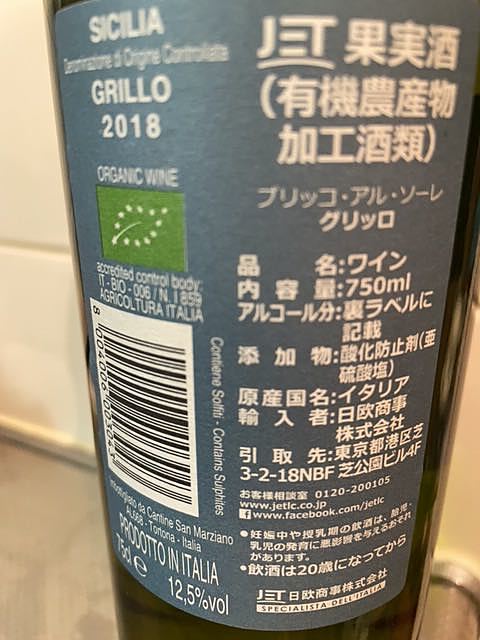 SICILIA
Denominazione di Origine Controllata
GRILLO
2018
ORGANIC WINE
accredited control body:
IT - BIO - 006 / N. I 859
AGRICOLTURA ITALIA
Contiene Solfiti - Contains Sulphites
Imbottigliato da Cantine San Marziano
AL668 - Tortona - Italia
PRODOTTO IN ITALIA
75cl e
12,5%vol
JET 果実酒
(有機農産物
加工酒類)
ブリッコ・アル・ソーレ
グリッロ
品名:ワイン
内容量:750ml
アルコール分:裏ラベルに
記載
添加物:酸化防止剤(亜
硫酸塩)
原産国名:イタリア
輸入者:日欧商事
株式会社
引取先:東京都港区芝
3-2-18NBF芝公園ビル4F
お客様相談室 0120-200105
www.jetlc.co.jp
www.facebook.com/jetlc
•妊娠中や授乳期の飲酒は、胎児・
乳児の発育に悪影響を与えるおそれ
があります。
•飲酒は20歳になってから
JET 日欧商事株式会社
SPECIALISTA DELL'ITALIA